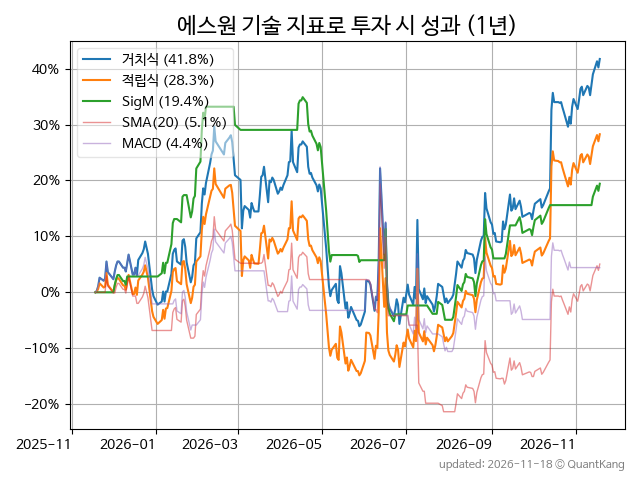 에스원 기술 지표로 투자 시 성과 (1년)
거치식 (41.8%)
적립식 (28.3%)
SigM (19.4%)
SMA(20) (5.1%)
MACD (4.4%)
40%
30%
20%
10%
0%
−10%
−20%
2025-11 2026-01 2026-03 2026-05 2026-07 2026-09 2026-11
updated: 2026-11-18 © QuantKang